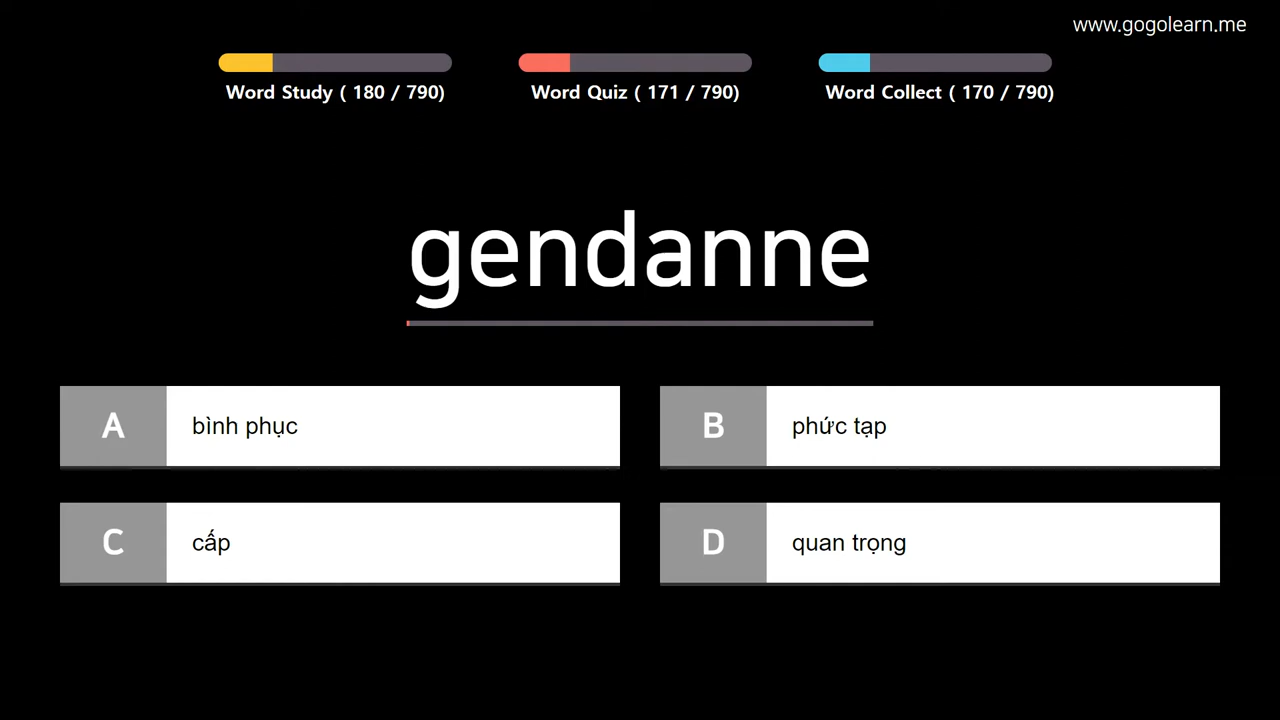 www.gogolearn.me
Word Study ( 180 / 790)
Word Quiz ( 171 / 790)
Word Collect ( 170 / 790)
gendanne
A bình phục
B phức tạp
C cấp
D quan trọng